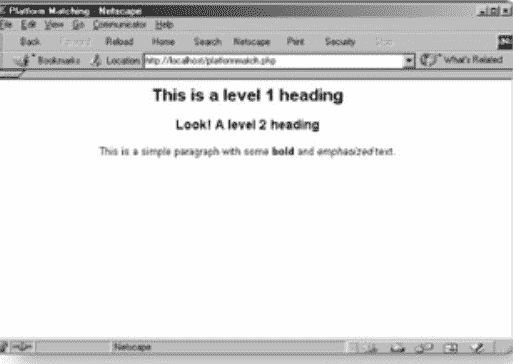 Platform Matching - Netscape
File Edit View Go Communicator Help
Back Forward Reload Home Search Netscape Print Security Stop
Bookmarks Location: http://localhost/platformmatch.php What's Related
This is a level 1 heading
Look! A level 2 heading
This is a simple paragraph with some bold and emphasized text.
Netscape